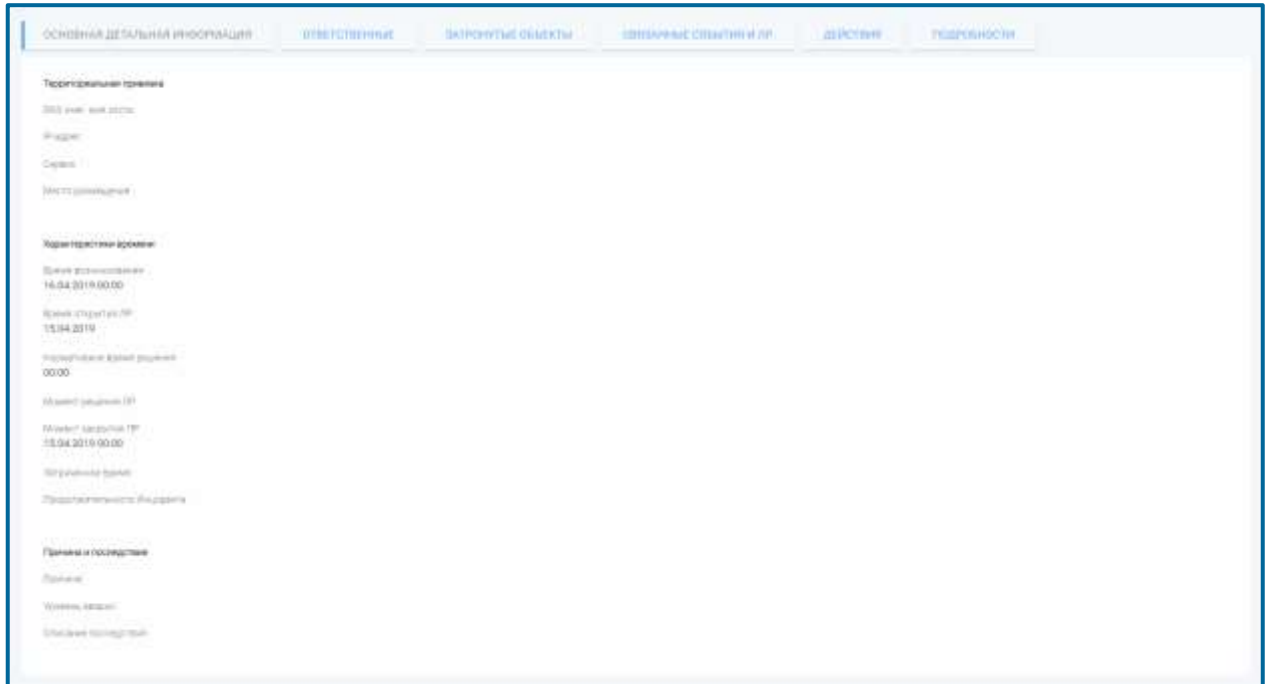 ОСНОВНАЯ ДЕТАЛЬНАЯ ИНФОРМАЦИЯ
ОТВЕТСТВЕННЫЕ
ЗАТРОНУТЫЕ ОБЪЕКТЫ
СВЯЗАННЫЕ СОБЫТИЯ И ЛР
ДЕЙСТВИЯ
ПОДРОБНОСТИ
Территориальная привязка
IP-адрес
Сервис
Место размещения
Характеристики времени
Время возникновения
16.04.2019 00:00
Время открытия ЛР
15.04.2019
Нормативное время решения
00:00
Момент решения ЛР
Момент закрытия ЛР
15.04.2019 00:00
Затраченное время
Продолжительность Инцидента
Причина и последствия
Причина
Уровень аварии
Описание последствий